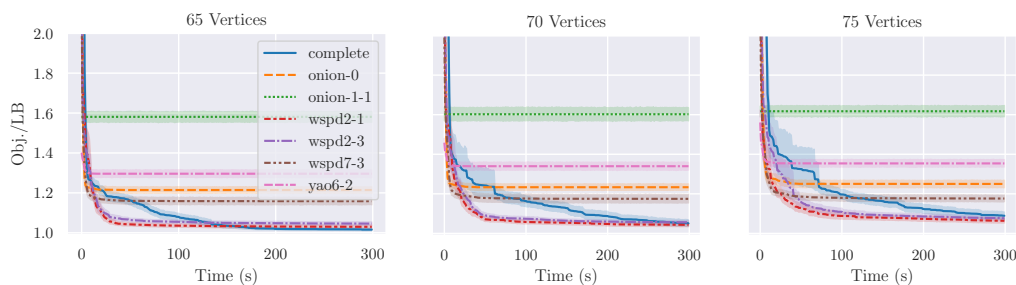 65 Vertices
70 Vertices
75 Vertices
Obj./LB
2.0
1.8
1.6
1.4
1.2
1.0
complete
onion-0
onion-1-1
wspd2-1
wspd2-3
wspd7-3
yao6-2
0 100 200 300
0 100 200 300
0 100 200 300
Time (s)
Time (s)
Time (s)